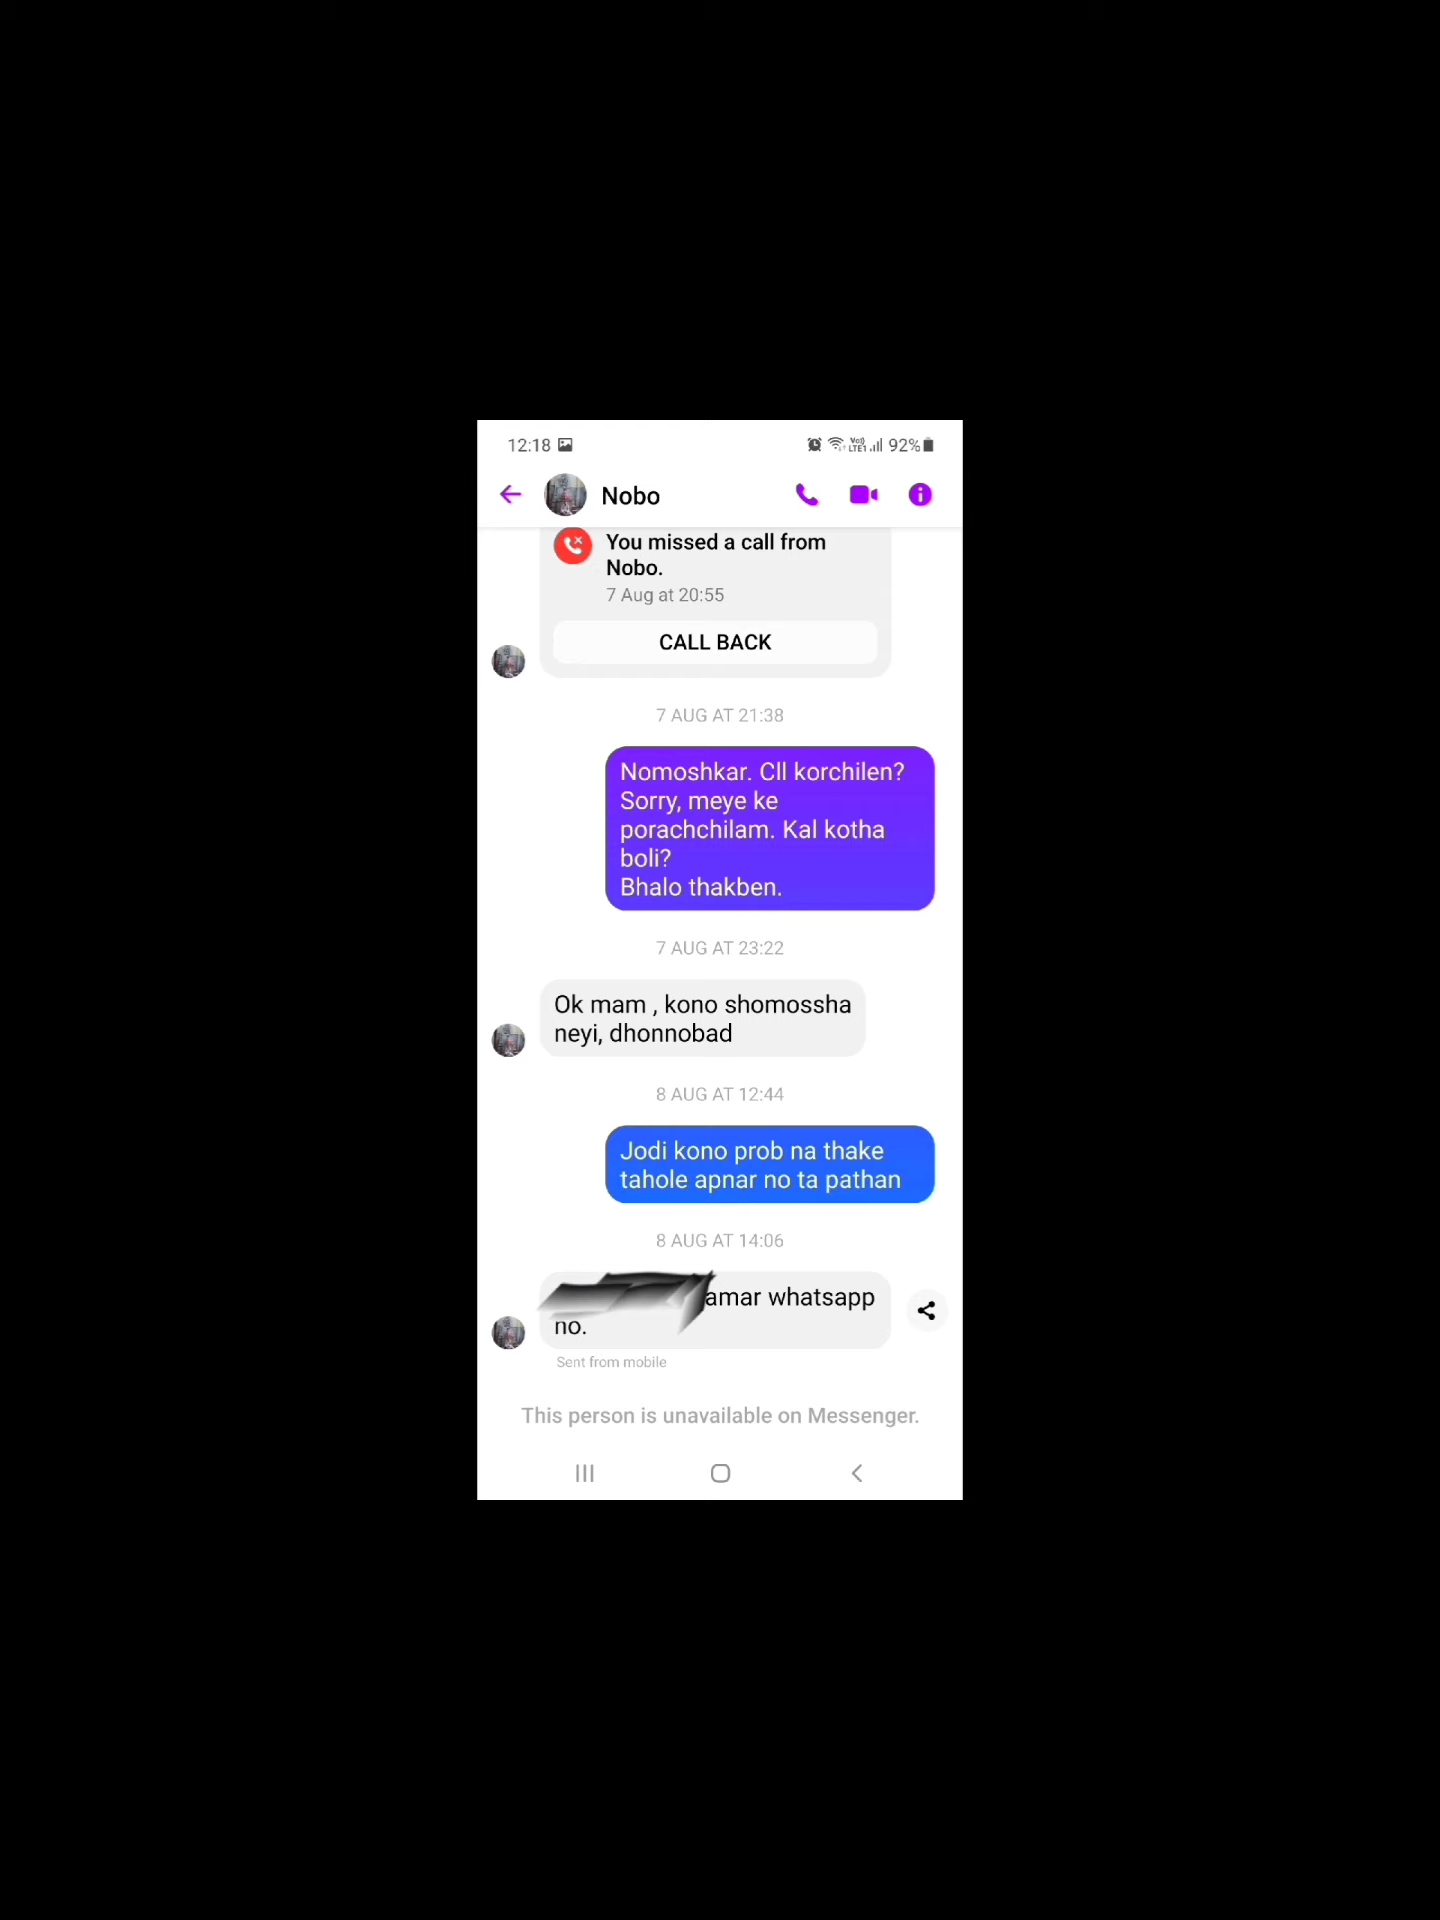 12:18 92%
Nobo
You missed a call from
Nobo.
7 Aug at 20:55
CALL BACK
7 AUG AT 21:38
Nomoshkar. Cll korchilen?
Sorry, meye ke
porachchilam. Kal kotha
boli?
Bhalo thakben.
7 AUG AT 23:22
Ok mam , kono shomossha
neyi, dhonnobad
8 AUG AT 12:44
Jodi kono prob na thake
tahole apnar no ta pathan
8 AUG AT 14:06
amar whatsapp
no.
Sent from mobile
This person is unavailable on Messenger.